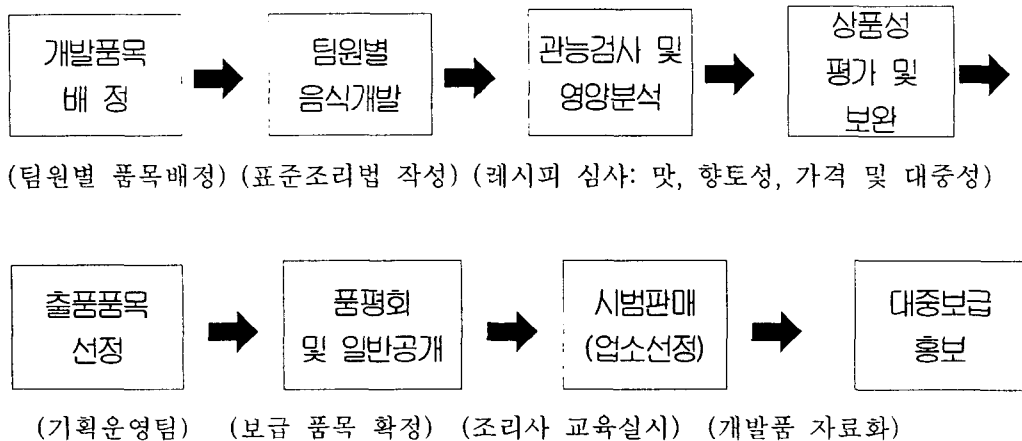 개발품목
배 정
팀원별
음식개발
관능검사 및
영양분석
상품성
평가 및
보완
(팀원별 품목배정) (표준조리법 작성) (레시피 심사: 맛, 향토성, 가격 및 대중성)
출품품목
선정
품평회
및 일반공개
시범판매
(업소선정)
대중보급
홍보
(기획운영팀) (보급 품목 확정) (조리사 교육실시) (개발품 자료화)